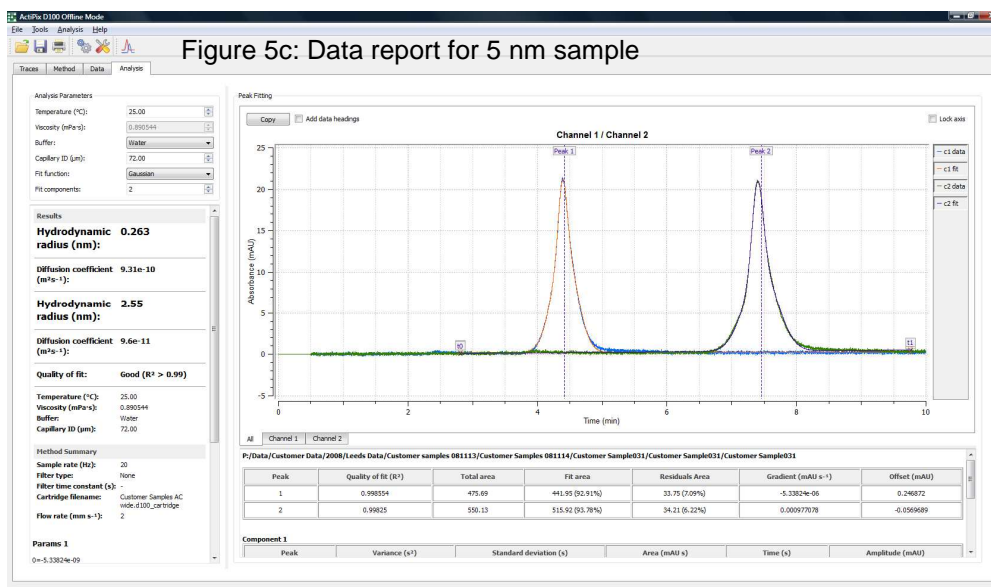 ActiPix D100 Offline Mode
File Tools Analysis Help
Figure 5c: Data report for 5 nm sample
Traces Method Data Analysis
Analysis Parameters
Temperature (°C): 25.00
Viscosity (mPa·s): 0.890544
Buffer: Water
Capillary ID (µm): 72.00
Fit function: Gaussian
Fit components: 2
Results
Hydrodynamic 0.263
radius (nm):
Diffusion coefficient 9.31e-10
(m²s-¹):
Hydrodynamic 2.55
radius (nm):
Diffusion coefficient 9.6e-11
(m²s-¹):
Quality of fit: Good (R² > 0.99)
Temperature (°C): 25.00
Viscosity (mPa·s): 0.890544
Buffer: Water
Capillary ID (µm): 72.00
Method Summary
Sample rate (Hz): 20
Filter type: None
Filter time constant (s): -
Cartridge filename: Customer Samples AC
wide.d100_cartridge
Flow rate (mm s-¹): 2
Params 1
0=-5.33824e-09
Peak Fitting
Copy Add data headings Lock axis
Channel 1 / Channel 2
Peak 1 Peak 2
c1 data
c1 fit
c2 data
c2 fit
Absorbance (mAU)
25
20
15
10
5
0
-5
t0 t1
0 2 4 6 8 10
Time (min)
All Channel 1 Channel 2
P:/Data/Customer Data/2008/Leeds Data/Customer samples 081113/Customer Samples 081114/Customer Sample031/Customer Sample031/Customer Sample031
Peak Quality of fit (R²) Total area Fit area Residuals Area Gradient (mAU s-¹) Offset (mAU)
1 0.998554 475.69 441.95 (92.91%) 33.75 (7.09%) -5.33824e-06 0.246872
2 0.99825 550.13 515.92 (93.78%) 34.21 (6.22%) 0.000977078 -0.0569689
Component 1
Peak Variance (s²) Standard deviation (s) Area (mAU s) Time (s) Amplitude (mAU)